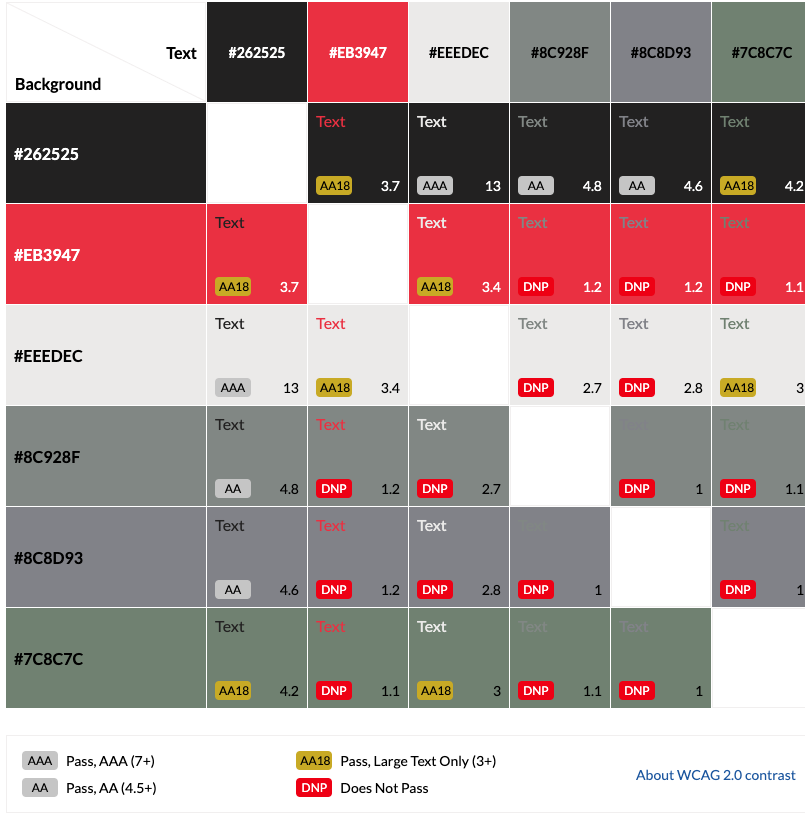 Text #262525 #EB3947 #EEEDEC #8C928F #8C8D93 #7C8C7C
Background
#262525 Text Text Text Text Text
AA18 3.7 AAA 13 AA 4.8 AA 4.6 AA18 4.2
#EB3947 Text Text Text Text Text
AA18 3.7 AA18 3.4 DNP 1.2 DNP 1.2 DNP 1.1
#EEEDEC Text Text Text Text Text
AAA 13 AA18 3.4 DNP 2.7 DNP 2.8 AA18 3
#8C928F Text Text Text Text Text
AA 4.8 DNP 1.2 DNP 2.7 DNP 1 DNP 1.1
#8C8D93 Text Text Text Text Text
AA 4.6 DNP 1.2 DNP 2.8 DNP 1 DNP 1
#7C8C7C Text Text Text Text Text
AA18 4.2 DNP 1.1 AA18 3 DNP 1.1 DNP 1
AAA Pass, AAA (7+) AA18 Pass, Large Text Only (3+)
AA Pass, AA (4.5+) DNP Does Not Pass
About WCAG 2.0 contrast